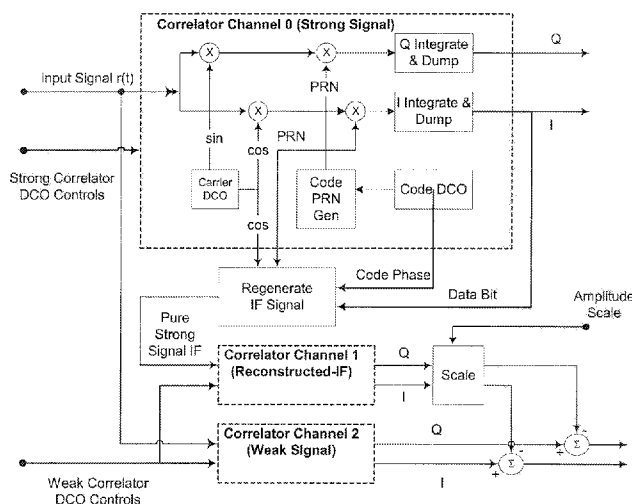 Correlator Channel 0 (Strong Signal)
X
X
Q Integrate
& Dump
Q
Input Signal r(t)
PRN
X
X
I Integrate &
Dump
I
sin
cos
PRN
Strong Correlator
DCO Controls
Carrier
DCO
Code
PRN
Gen
Code DCO
cos
Code Phase
Regenerate
IF Signal
Data Bit
Amplitude
Scale
Pure
Strong
Signal IF
Correlator Channel 1
(Reconstructed-IF)
Q
I
Scale
Correlator Channel 2
(Weak Signal)
Q
I
-
-
+
Σ
+
Σ
Weak Correlator
DCO Controls